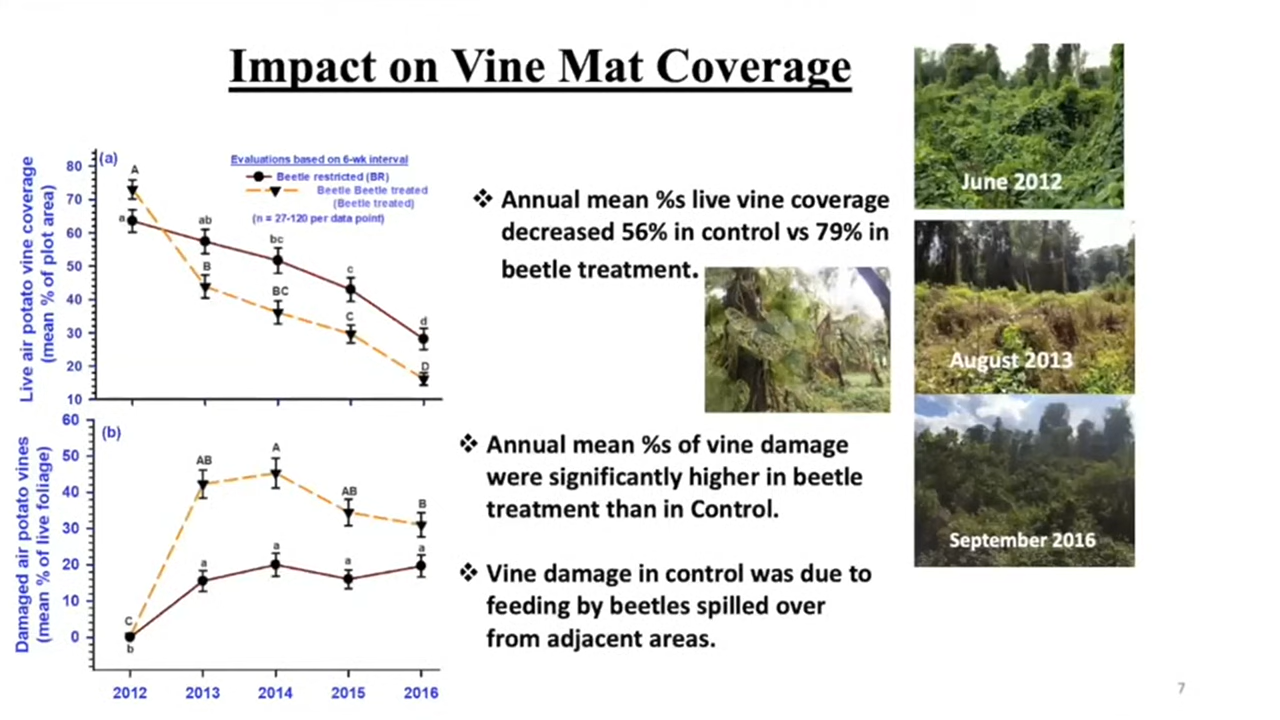 Impact on Vine Mat Coverage
Live air potato vine coverage
(mean % of plot area)
(a)
80
70
60
50
40
30
20
10
Evaluations based on 6-wk interval
Beetle restricted (BR)
Beetle Beetle treated
(Beetle treated)
(n = 27-120 per data point)
A
a
ab
B
bc
BC
c
C
d
D
Damaged air potato vines
(mean % of live foliage)
(b)
60
50
40
30
20
10
0
AB
A
AB
B
a
a
a
a
C
b
2012
2013
2014
2015
2016
❖ Annual mean %s live vine coverage
decreased 56% in control vs 79% in
beetle treatment.
❖ Annual mean %s of vine damage
were significantly higher in beetle
treatment than in Control.
❖ Vine damage in control was due to
feeding by beetles spilled over
from adjacent areas.
June 2012
August 2013
September 2016
7